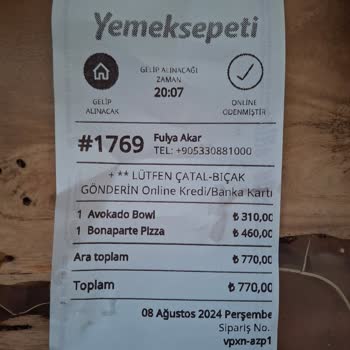 Yemeksepeti
GELİP ALINACAĞI
ZAMAN
20:07
GELİP
ALINACAK
ONLINE
ÖDENMİŞTİR
#1769
Fulya Akar
TEL: +905330881000
+ ** LÜTFEN ÇATAL-BIÇAK
GÖNDERİN Online Kredi/Banka Kartı
1 Avokado Bowl ₺ 310,00
1 Bonaparte Pizza ₺ 460,00
Ara toplam ₺ 770,00
Toplam ₺ 770,00
08 Ağustos 2024 Perşembe
Sipariş No.
vpxn-azp1